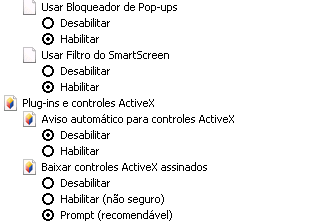 Usar Bloqueador de Pop-ups
Desabilitar
Habilitar
Usar Filtro do SmartScreen
Desabilitar
Habilitar
Plug-ins e controles ActiveX
Aviso automático para controles ActiveX
Desabilitar
Habilitar
Baixar controles ActiveX assinados
Desabilitar
Habilitar (não seguro)
Prompt (recomendável)